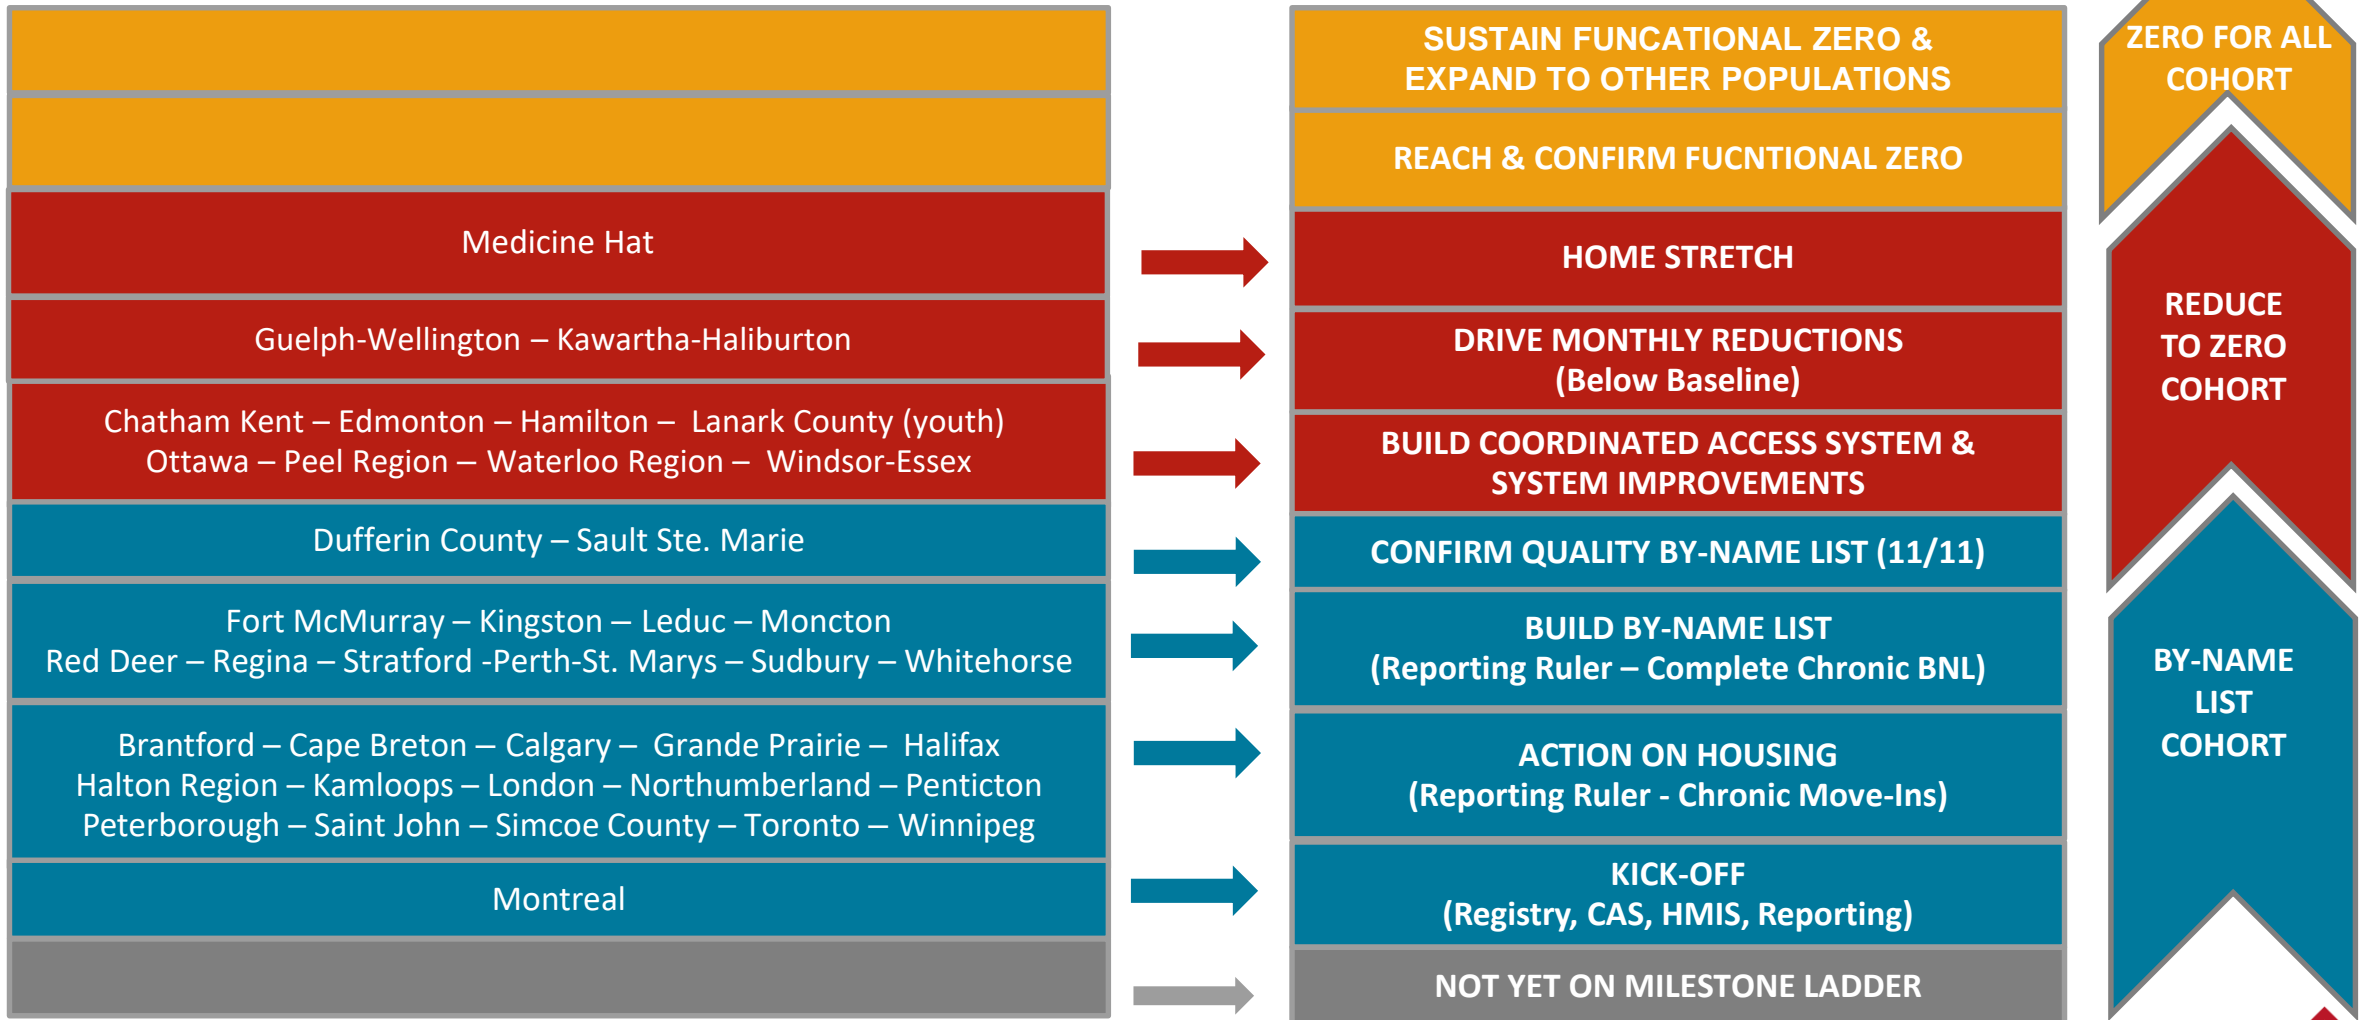 SUSTAIN FUNCATIONAL ZERO &
EXPAND TO OTHER POPULATIONS
REACH & CONFIRM FUCNTIONAL ZERO
Medicine Hat
HOME STRETCH
Guelph-Wellington – Kawartha-Haliburton
DRIVE MONTHLY REDUCTIONS
(Below Baseline)
Chatham Kent – Edmonton – Hamilton – Lanark County (youth)
Ottawa – Peel Region – Waterloo Region – Windsor-Essex
BUILD COORDINATED ACCESS SYSTEM &
SYSTEM IMPROVEMENTS
Dufferin County – Sault Ste. Marie
CONFIRM QUALITY BY-NAME LIST (11/11)
Fort McMurray – Kingston – Leduc – Moncton
Red Deer – Regina – Stratford -Perth-St. Marys – Sudbury – Whitehorse
BUILD BY-NAME LIST
(Reporting Ruler – Complete Chronic BNL)
Brantford – Cape Breton – Calgary – Grande Prairie – Halifax
Halton Region – Kamloops – London – Northumberland – Penticton
Peterborough – Saint John – Simcoe County – Toronto – Winnipeg
ACTION ON HOUSING
(Reporting Ruler - Chronic Move-Ins)
Montreal
KICK-OFF
(Registry, CAS, HMIS, Reporting)
NOT YET ON MILESTONE LADDER
ZERO FOR ALL
COHORT
REDUCE
TO ZERO
COHORT
BY-NAME
LIST
COHORT